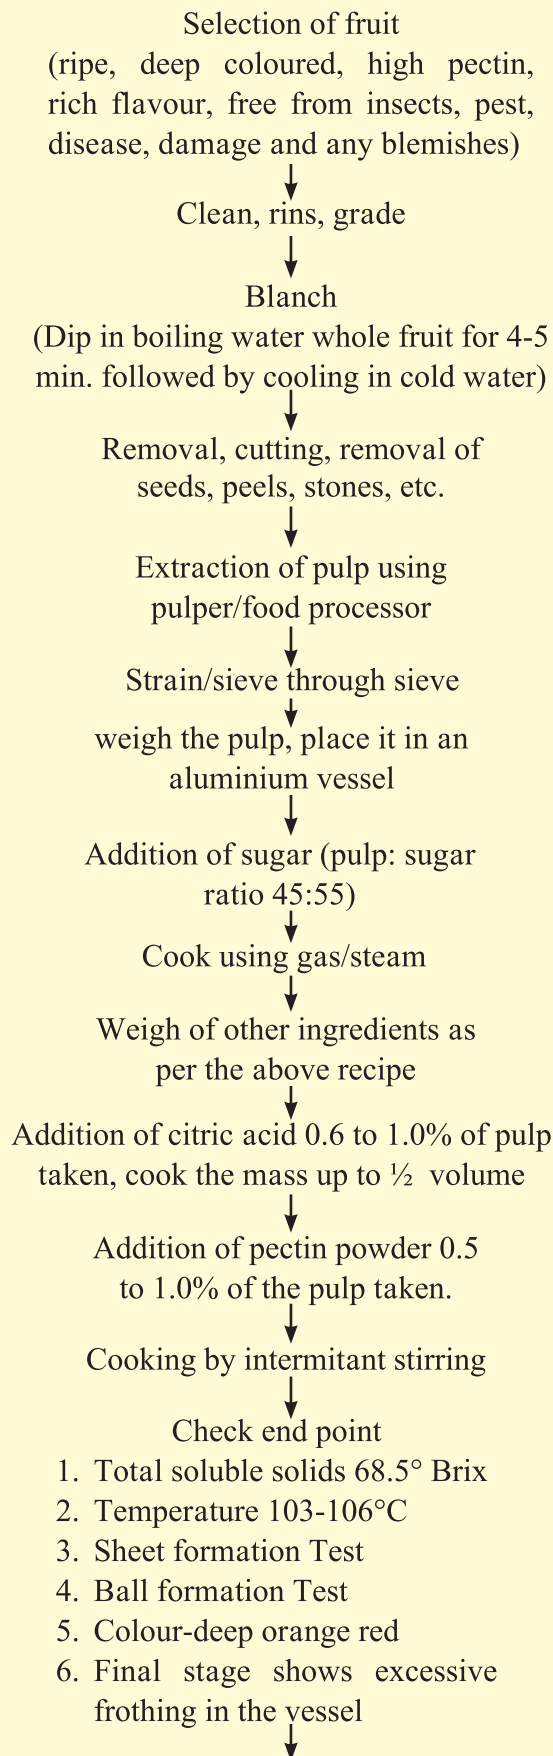 Selection of fruit
(ripe, deep coloured, high pectin,
rich flavour, free from insects, pest,
disease, damage and any blemishes)
Clean, rins, grade
Blanch
(Dip in boiling water whole fruit for 4-5
min. followed by cooling in cold water)
Removal, cutting, removal of
seeds, peels, stones, etc.
Extraction of pulp using
pulper/food processor
Strain/sieve through sieve
weigh the pulp, place it in an
aluminium vessel
Addition of sugar (pulp: sugar
ratio 45:55)
Cook using gas/steam
Weigh of other ingredients as
per the above recipe
Addition of citric acid 0.6 to 1.0% of pulp
taken, cook the mass up to ½ volume
Addition of pectin powder 0.5
to 1.0% of the pulp taken.
Cooking by intermitant stirring
Check end point
1. Total soluble solids 68.5° Brix
2. Temperature 103-106°C
3. Sheet formation Test
4. Ball formation Test
5. Colour-deep orange red
6. Final stage shows excessive
frothing in the vessel